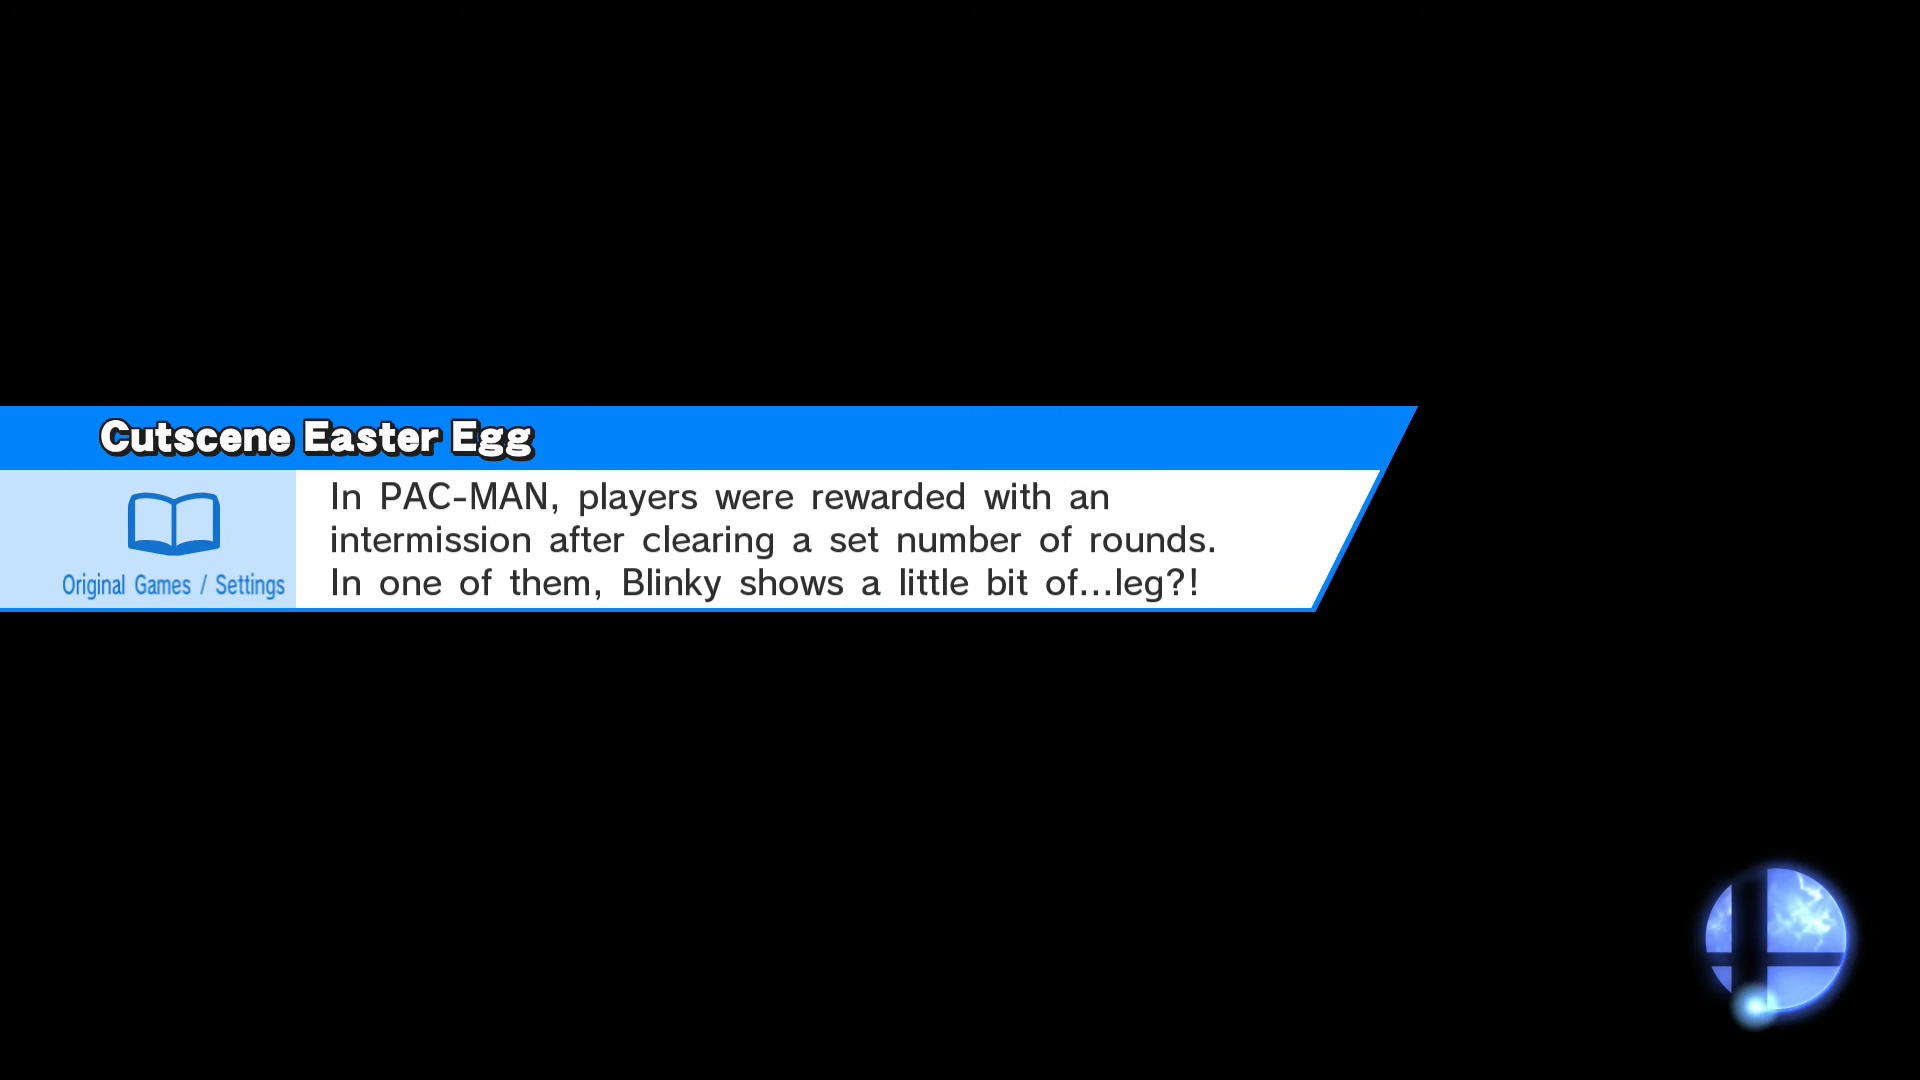 Cutscene Easter Egg
In PAC-MAN, players were rewarded with an
intermission after clearing a set number of rounds.
In one of them, Blinky shows a little bit of...leg?!
Original Games / Settings